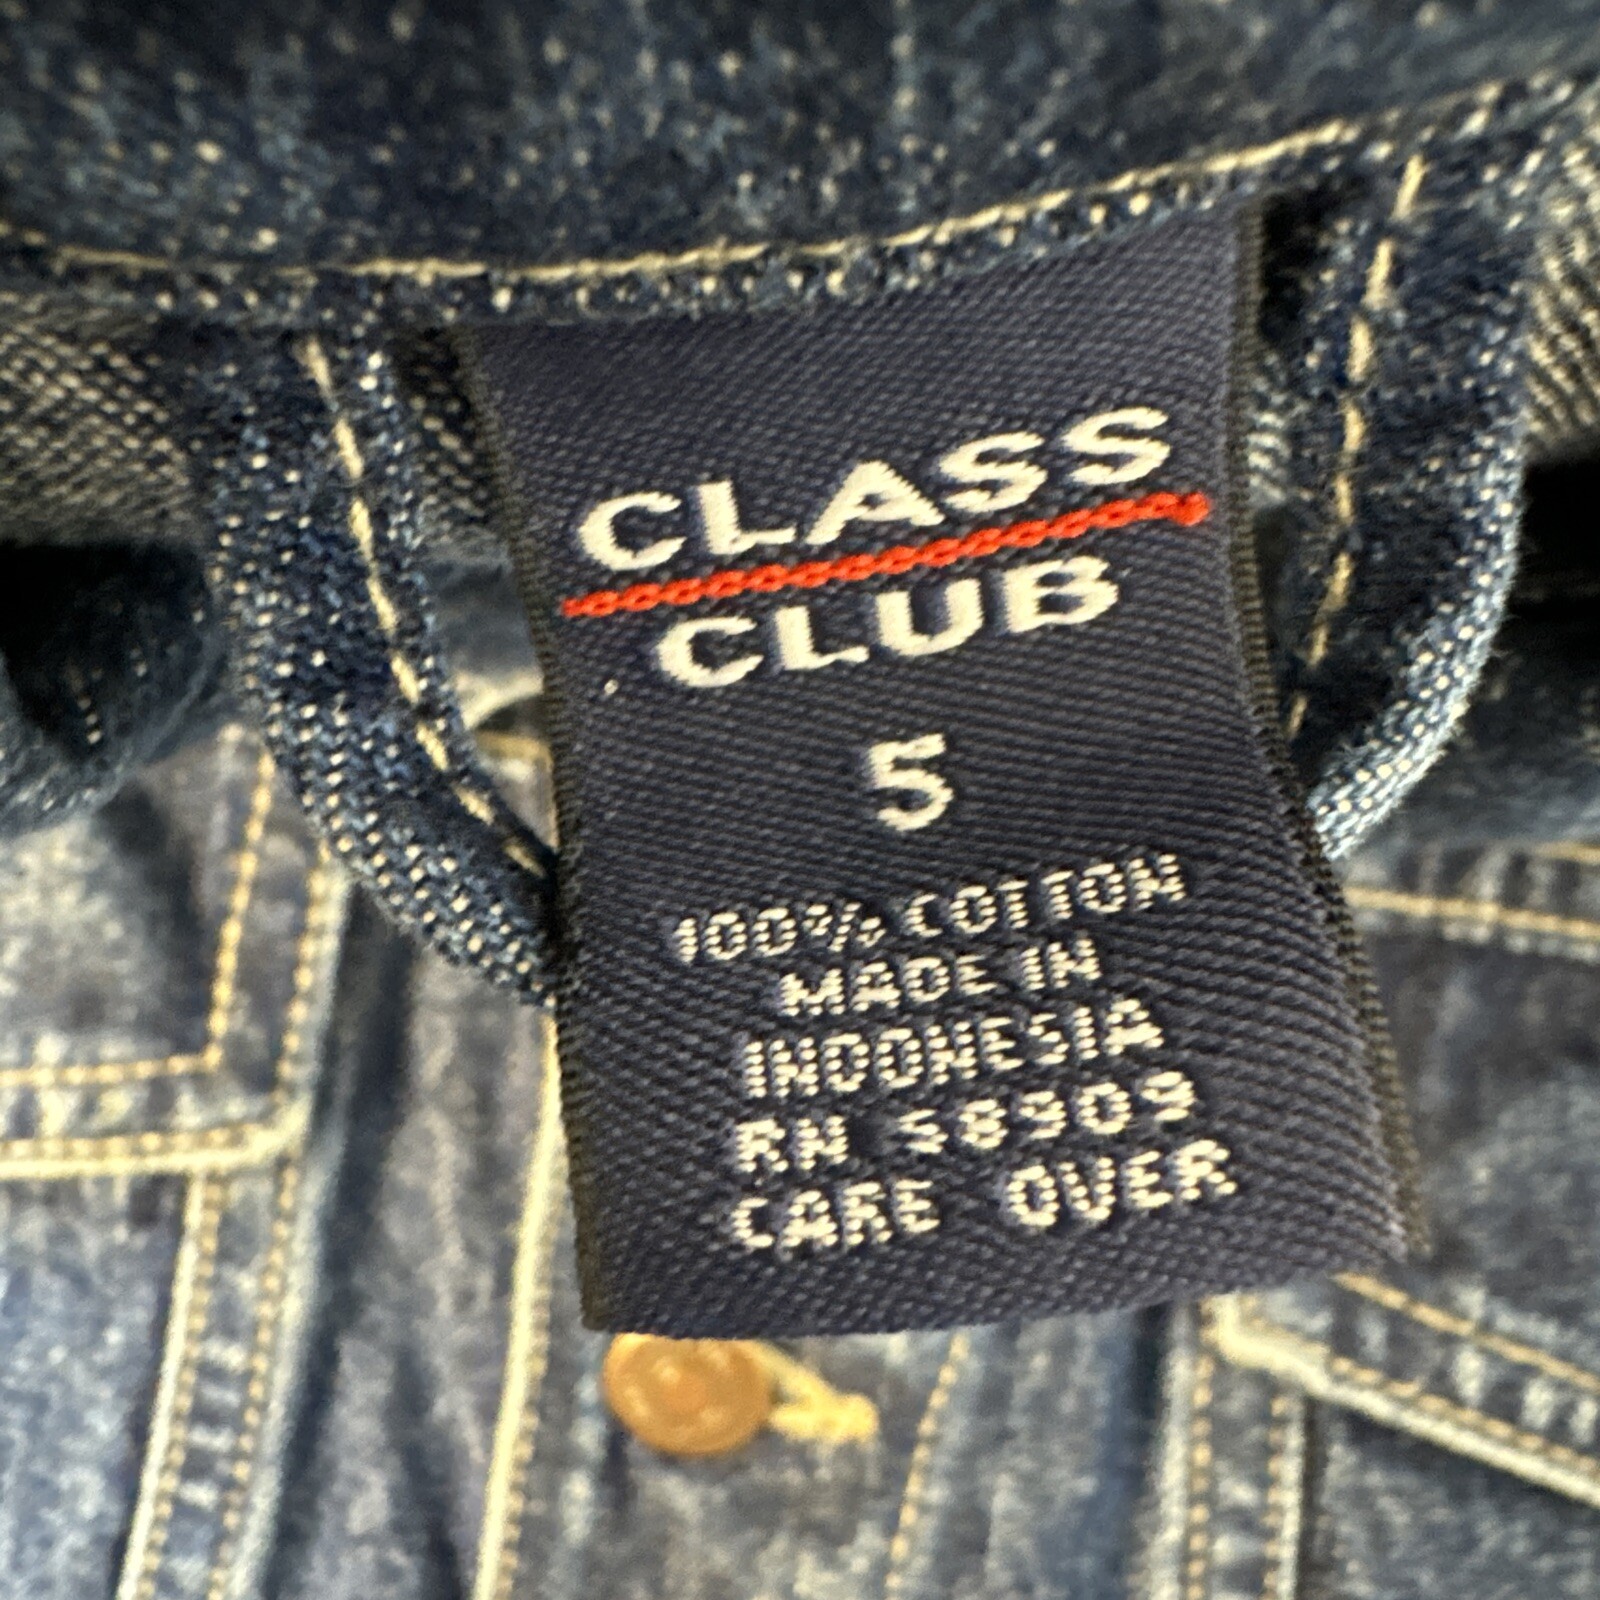 CLASS
CLUB
5
100% COTTON
MADE IN
INDONESIA
RN 58909
CARE OVER